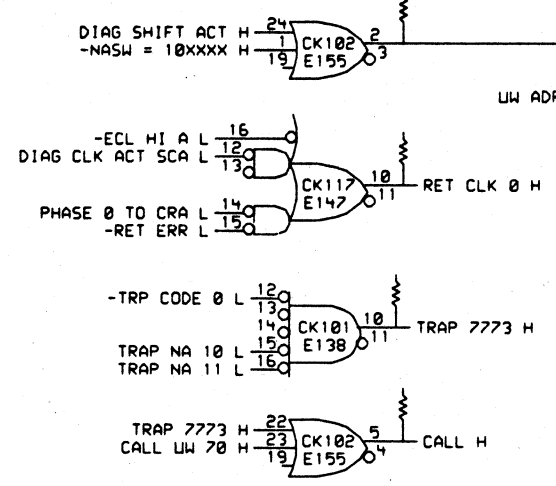 DIAG SHIFT ACT H 24
-NASW = 10XXXX H 1
19
CK102
E155
2
3
UW ADR
-ECL HI A L 16
DIAG CLK ACT SCA L 12
13
CK117
E147
10
11
RET CLK 0 H
PHASE 0 TO CRA L 14
-RET ERR L 15
-TRP CODE 0 L 12
13
14
TRAP NA 10 L 15
TRAP NA 11 L 16
CK101
E138
10
11
TRAP 7773 H
TRAP 7773 H 22
CALL UW 70 H 23
19
CK102
E155
5
4
CALL H